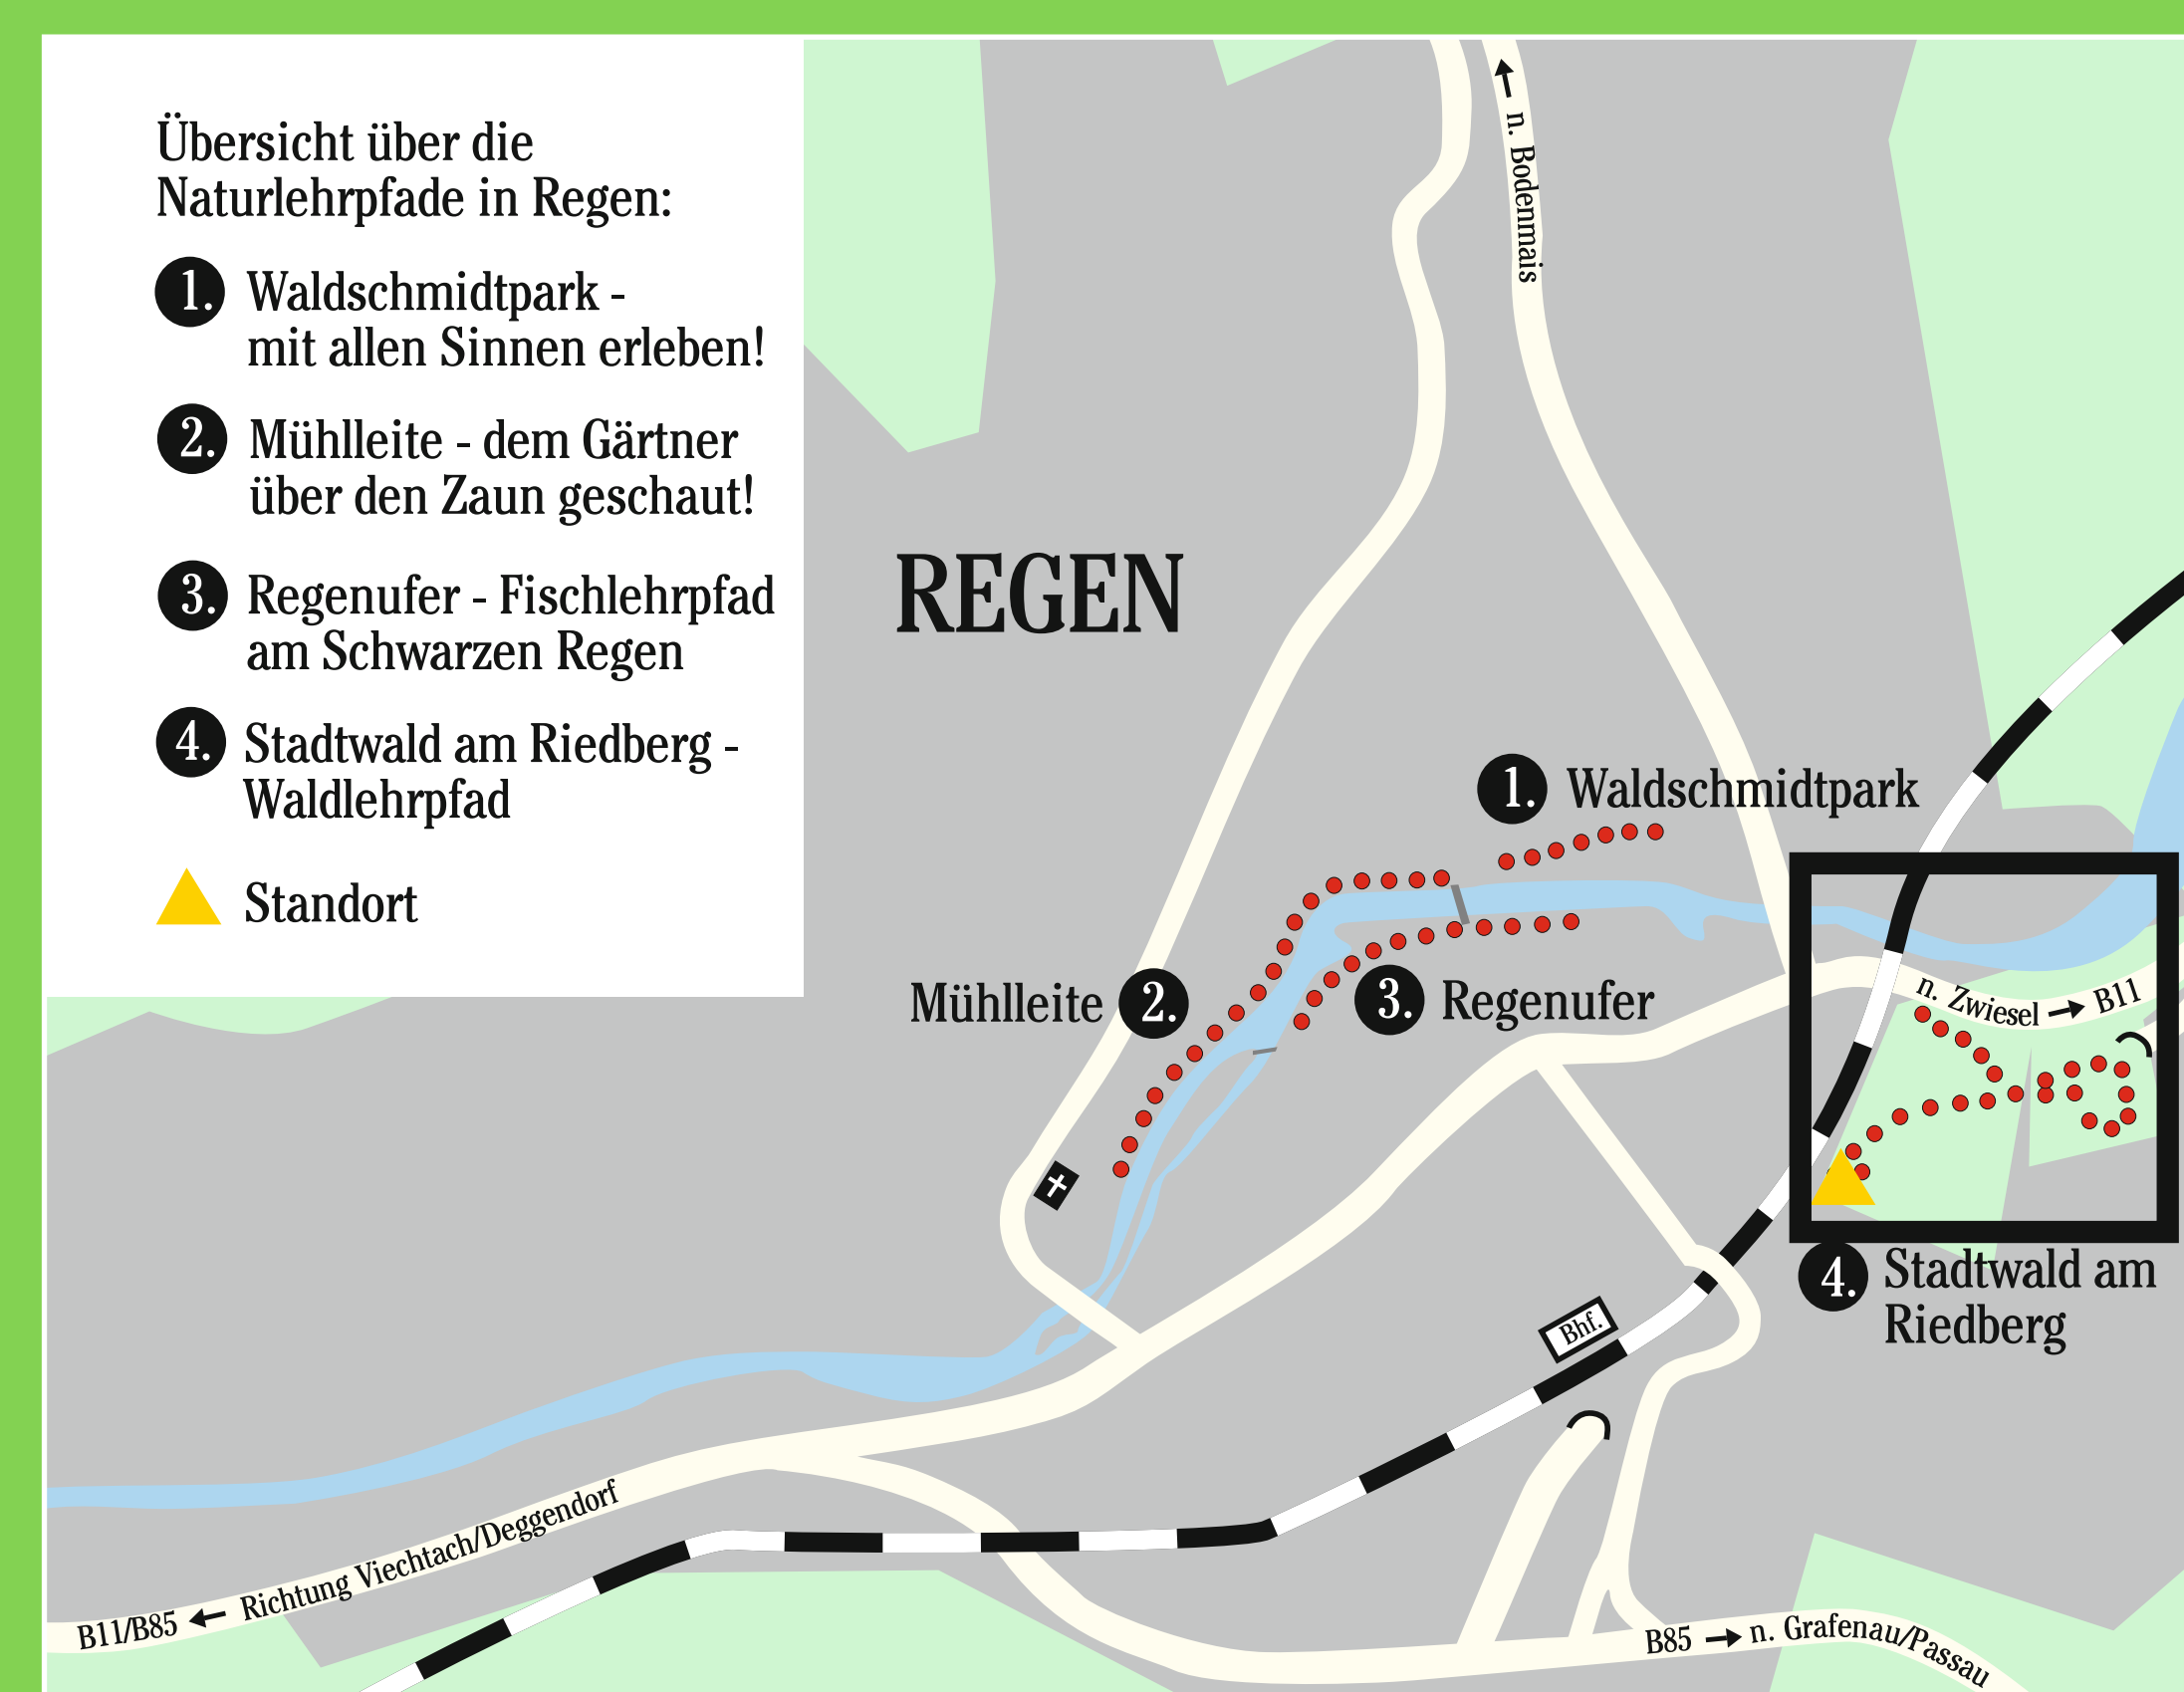 Übersicht über die
Naturlehrpfade in Regen:
1. Waldschmidtpark -
mit allen Sinnen erleben!
2. Mühlleite - dem Gärtner
über den Zaun geschaut!
3. Regenufer - Fischlehrpfad
am Schwarzen Regen
4. Stadtwald am Riedberg -
Waldlehrpfad
Standort
n. Bodenmais
REGEN
1. Waldschmidtpark
Mühlleite 2.
3. Regenufer
n. Zwiesel → B11
4. Stadtwald am
Riedberg
Bhf.
B11/B85 ← Richtung Viechtach/Deggendorf
B85 → n. Grafenau/Passau